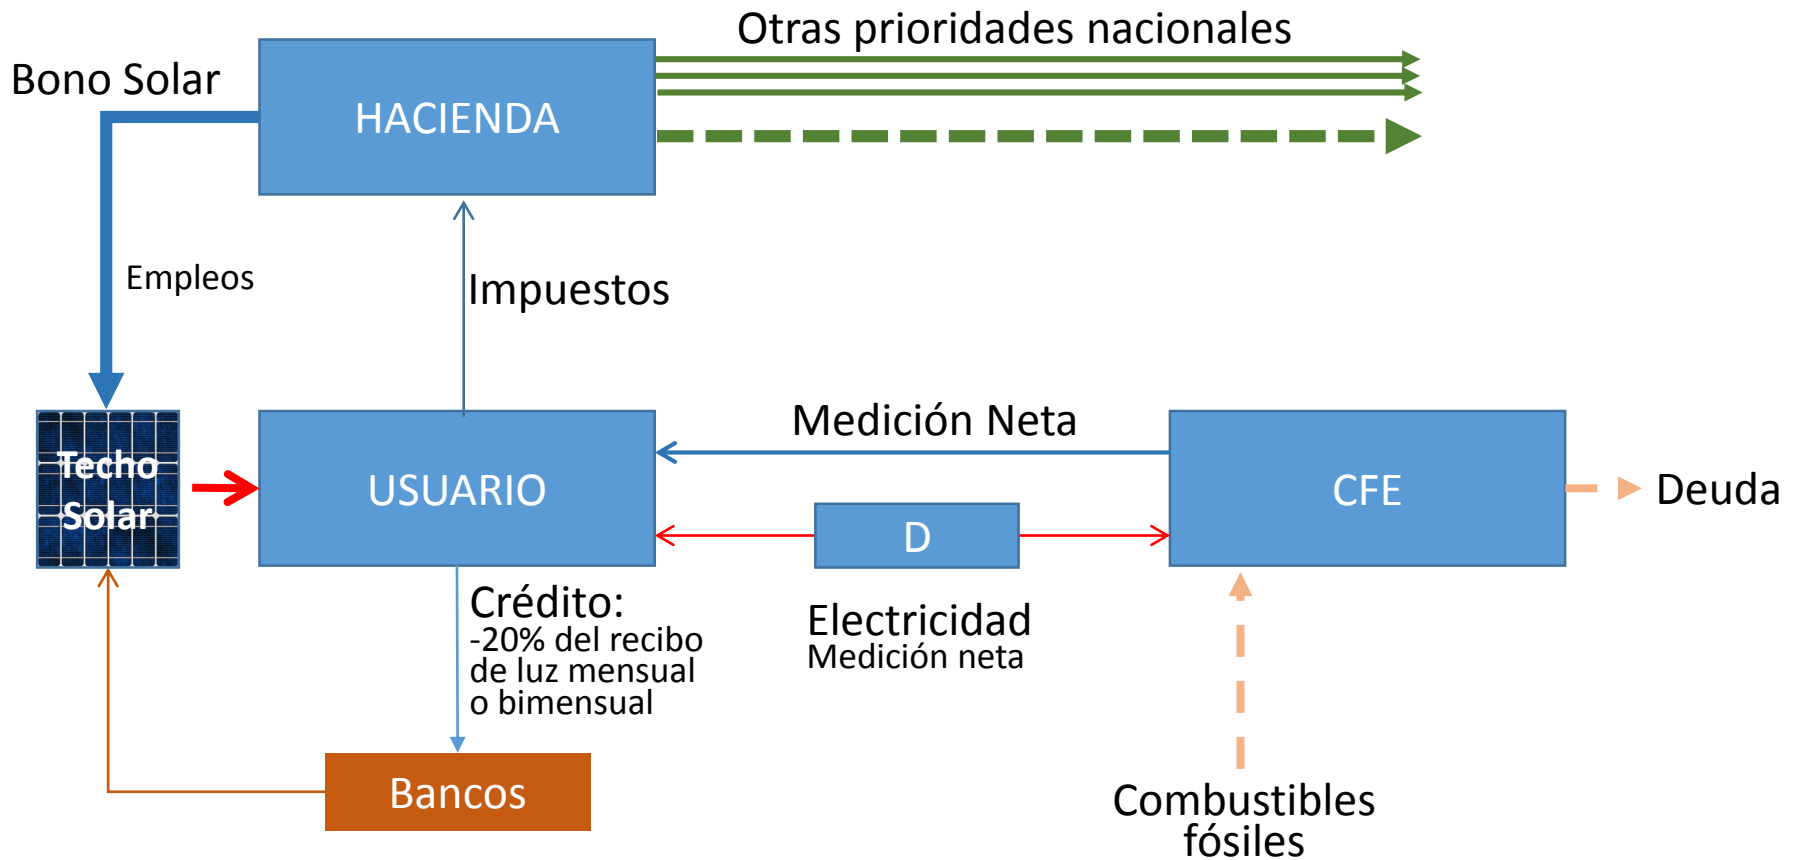 Otras prioridades nacionales
Bono Solar
HACIENDA
Empleos
Impuestos
Medición Neta
Techo
Solar
USUARIO
CFE
Deuda
D
Crédito:
-20% del recibo
de luz mensual
o bimensual
Electricidad
Medición neta
Bancos
Combustibles
fósiles